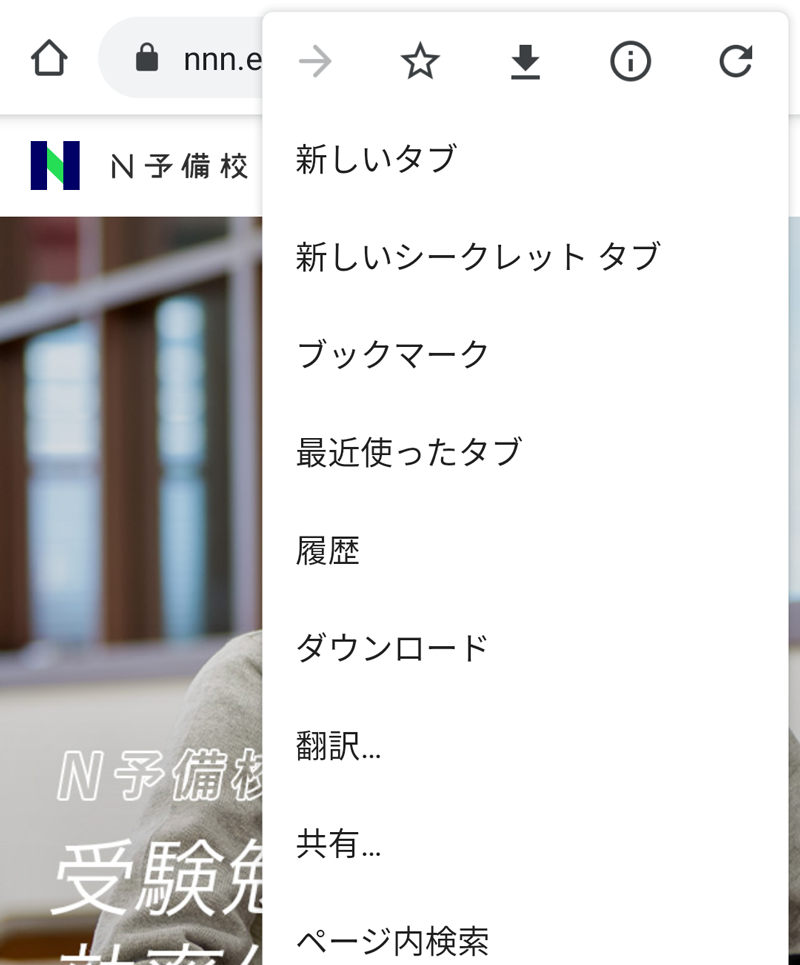 nnn.e
新しいタブ
N予備校
新しいシークレット タブ
ブックマーク
最近使ったタブ
履歴
ダウンロード
翻訳...
N予備校
共有...
受験勉
ページ内検索